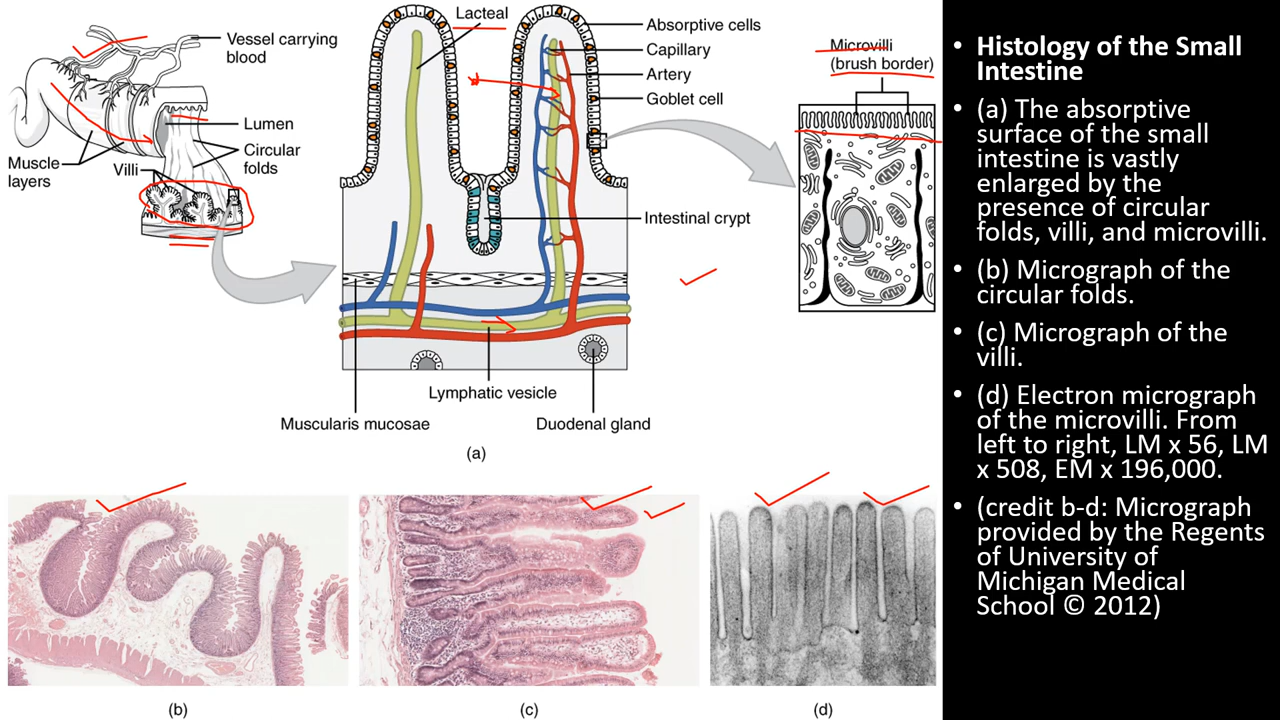 Lacteal
Vessel carrying
blood
Absorptive cells
Capillary
Artery
Goblet cell
Microvilli
(brush border)
Lumen
Circular
folds
Muscle
layers
Villi
Intestinal crypt
Lymphatic vesicle
Muscularis mucosae
Duodenal gland
(a)
(b)
(c)
(d)
• Histology of the Small
Intestine
• (a) The absorptive
surface of the small
intestine is vastly
enlarged by the
presence of circular
folds, villi, and microvilli.
• (b) Micrograph of the
circular folds.
• (c) Micrograph of the
villi.
• (d) Electron micrograph
of the microvilli. From
left to right, LM x 56, LM
x 508, EM x 196,000.
• (credit b-d: Micrograph
provided by the Regents
of University of
Michigan Medical
School © 2012)